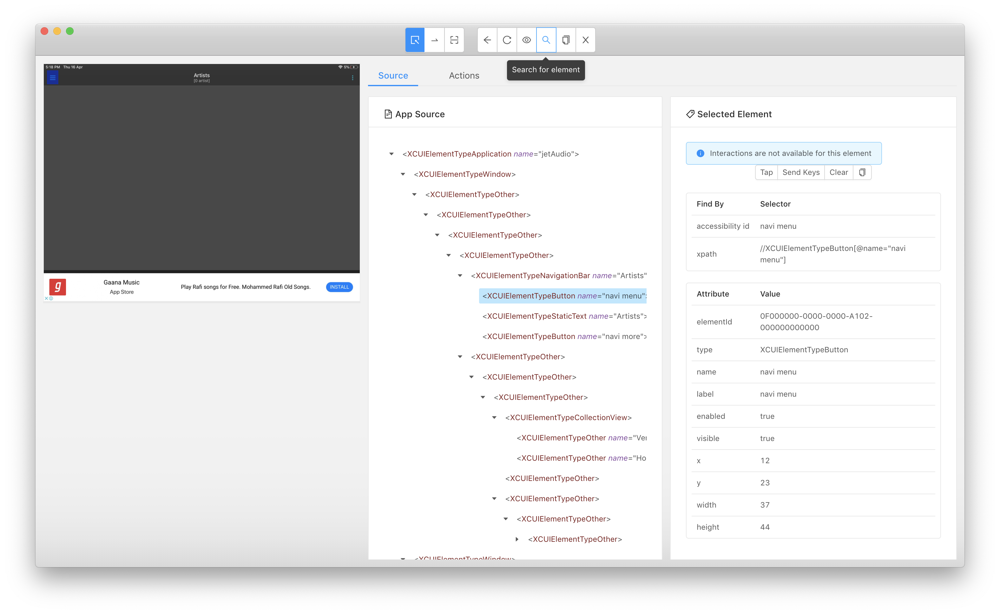 Search for element
5:18 PM Thu 16 Apr
5%
Artists
[0 artist]
Gaana Music
App Store
Play Rafi songs for Free. Mohammed Rafi Old Songs.
INSTALL
Source
Actions
App Source
<XCUIElementTypeApplication name="jetAudio">
<XCUIElementTypeWindow>
<XCUIElementTypeOther>
<XCUIElementTypeOther>
<XCUIElementTypeOther>
<XCUIElementTypeOther>
<XCUIElementTypeNavigationBar name="Artists"
<XCUIElementTypeButton name="navi menu">
<XCUIElementTypeStaticText name="Artists">
<XCUIElementTypeButton name="navi more">
<XCUIElementTypeOther>
<XCUIElementTypeOther>
<XCUIElementTypeOther>
<XCUIElementTypeCollectionView>
<XCUIElementTypeOther name="Ver
<XCUIElementTypeOther name="Ho
<XCUIElementTypeOther>
<XCUIElementTypeOther>
<XCUIElementTypeOther>
<XCUIElementTypeOther>
<XCUIElementTypeWindow>
Selected Element
Interactions are not available for this element
Tap Send Keys Clear
Find By Selector
accessibility id navi menu
xpath //XCUIElementTypeButton[@name="navi
menu"]
Attribute Value
elementId 0F000000-0000-0000-A102-
000000000000
type XCUIElementTypeButton
name navi menu
label navi menu
enabled true
visible true
x 12
y 23
width 37
height 44